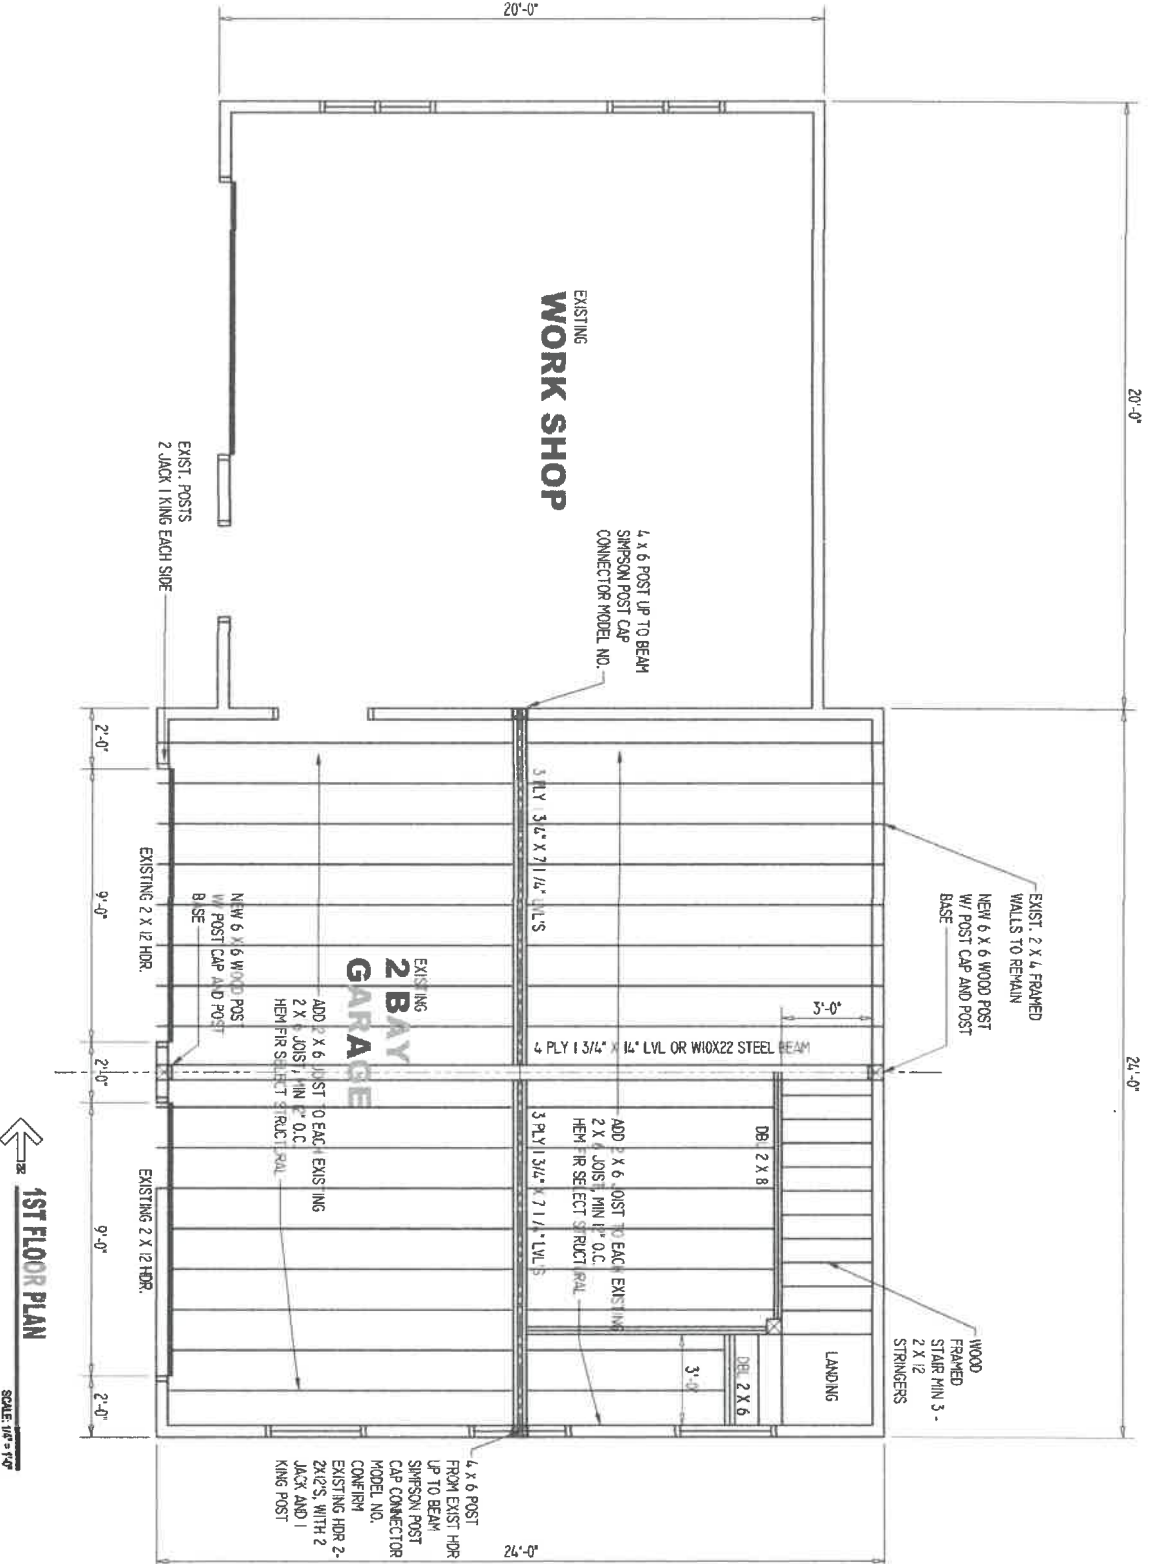 20'-0"
20'-0"
24'-0"
EXISTING
WORK SHOP
4 x 6 POST UP TO BEAM
SIMPSON POST CAP
CONNECTOR MODEL NO.
EXIST. POSTS
2 JACK 1 KING EACH SIDE
EXIST. 2 X 4 FRAMED
WALLS TO REMAIN
NEW 6 X 6 WOOD POST
W/ POST CAP AND POST
BASE
3 PLY 1 3/4" X 7 1/4" LVL'S
3'-0"
4 PLY 1 3/4" X 14" LVL OR W10X22 STEEL BEAM
EXISTING
2 BAY
GARAGE
NEW 6 X 6 WOOD POST
W/ POST CAP AND POST
BASE
ADD 2 X 6 JOIST TO EACH EXISTING
2 X 6 JOIST, MIN 12" O.C.
HEM FIR SELECT STRUCTURAL
ADD 2 X 6 JOIST TO EACH EXISTING
2 X 6 JOIST, MIN 12" O.C.
HEM FIR SELECT STRUCTURAL
3 PLY 1 3/4" X 7 1/4" LVL'S
DBL 2 X 8
DBL 2 X 6
3'-0"
LANDING
WOOD
FRAMED
STAIR MIN 3 -
2 X 12
STRINGERS
4 x 6 POST
FROM EXIST HDR
UP TO BEAM
SIMPSON POST
CAP CONNECTOR
MODEL NO.
CONFIRM
EXISTING HDR 2-
2X12'S, WITH 2
JACK AND 1
KING POST
EXISTING 2 X 12 HDR.
EXISTING 2 X 12 HDR.
2'-0"
9'-0"
2'-0"
9'-0"
2'-0"
24'-0"
1ST FLOOR PLAN
SCALE: 1/4" = 1'-0"